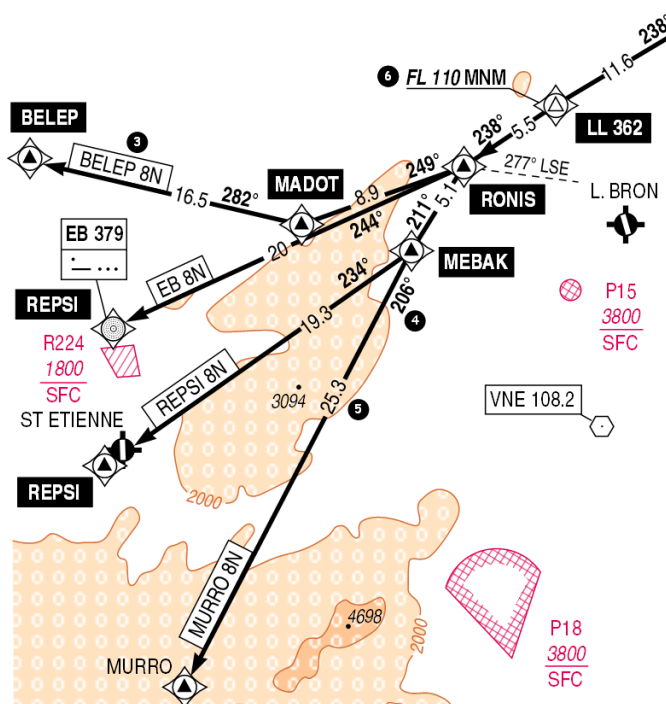 238°
11.6
6
FL 110 MNM
LL 362
5.5
238°
BELEP
3
BELEP 8N
16.5
282°
MADOT
8.9
249°
277° LSE
RONIS
L. BRON
244°
20
5.1
211°
EB 379
EB 8N
MEBAK
REPSI
234°
206°
4
P15
3800
SFC
R224
1800
SFC
19.3
REPSI 8N
3094
25.3
5
VNE 108.2
ST ETIENNE
REPSI
2000
MURRO 8N
4698
2000
P18
3800
SFC
MURRO